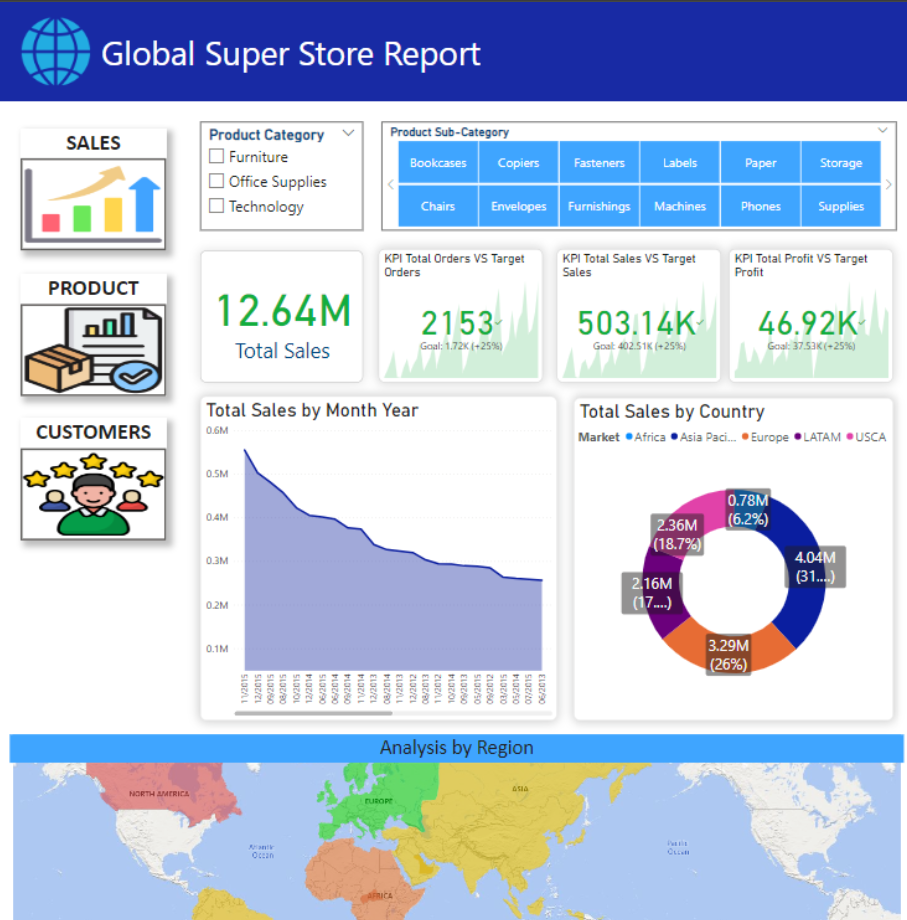 Global Super Store Report
SALES
PRODUCT
CUSTOMERS
Product Category
Furniture
Office Supplies
Technology
Product Sub-Category
Bookcases Copiers Fasteners Labels Paper Storage
Chairs Envelopes Furnishings Machines Phones Supplies
12.64M
Total Sales
KPI Total Orders VS Target
Orders
2153
Goal: 1.72K (+25%)
KPI Total Sales VS Target
Sales
503.14K
Goal: 402.51K (+25%)
KPI Total Profit VS Target
Profit
46.92K
Goal: 37.53K (+25%)
Total Sales by Month Year
0.6M
0.5M
0.4M
0.3M
0.2M
0.1M
11/2015 12/2015 09/2015 08/2015 10/2015 12/2014 06/2015 09/2014 11/2014 12/2013 08/2014 11/2013 12/2012 08/2013 11/2012 10/2014 09/2013 05/2015 09/2012 03/2015 05/2014 07/2015 06/2013
Total Sales by Country
Market Africa Asia Paci... Europe LATAM USCA
0.78M
(6.2%)
2.36M
(18.7%)
4.04M
(31....)
2.16M
(17....)
3.29M
(26%)
Analysis by Region
NORTH AMERICA
EUROPE
ASIA
Atlantic
Ocean
Pacific
Ocean
AFRICA